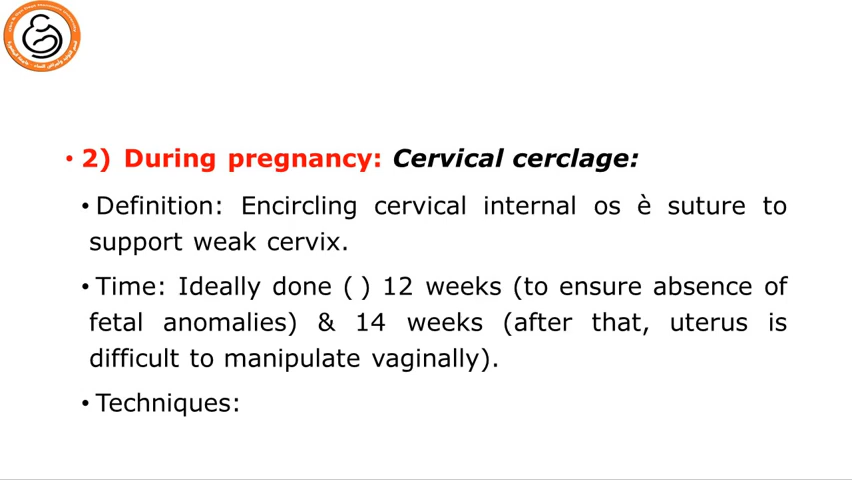 • 2) During pregnancy: Cervical cerclage:
• Definition: Encircling cervical internal os è suture to
support weak cervix.
• Time: Ideally done ( ) 12 weeks (to ensure absence of
fetal anomalies) & 14 weeks (after that, uterus is
difficult to manipulate vaginally).
• Techniques: